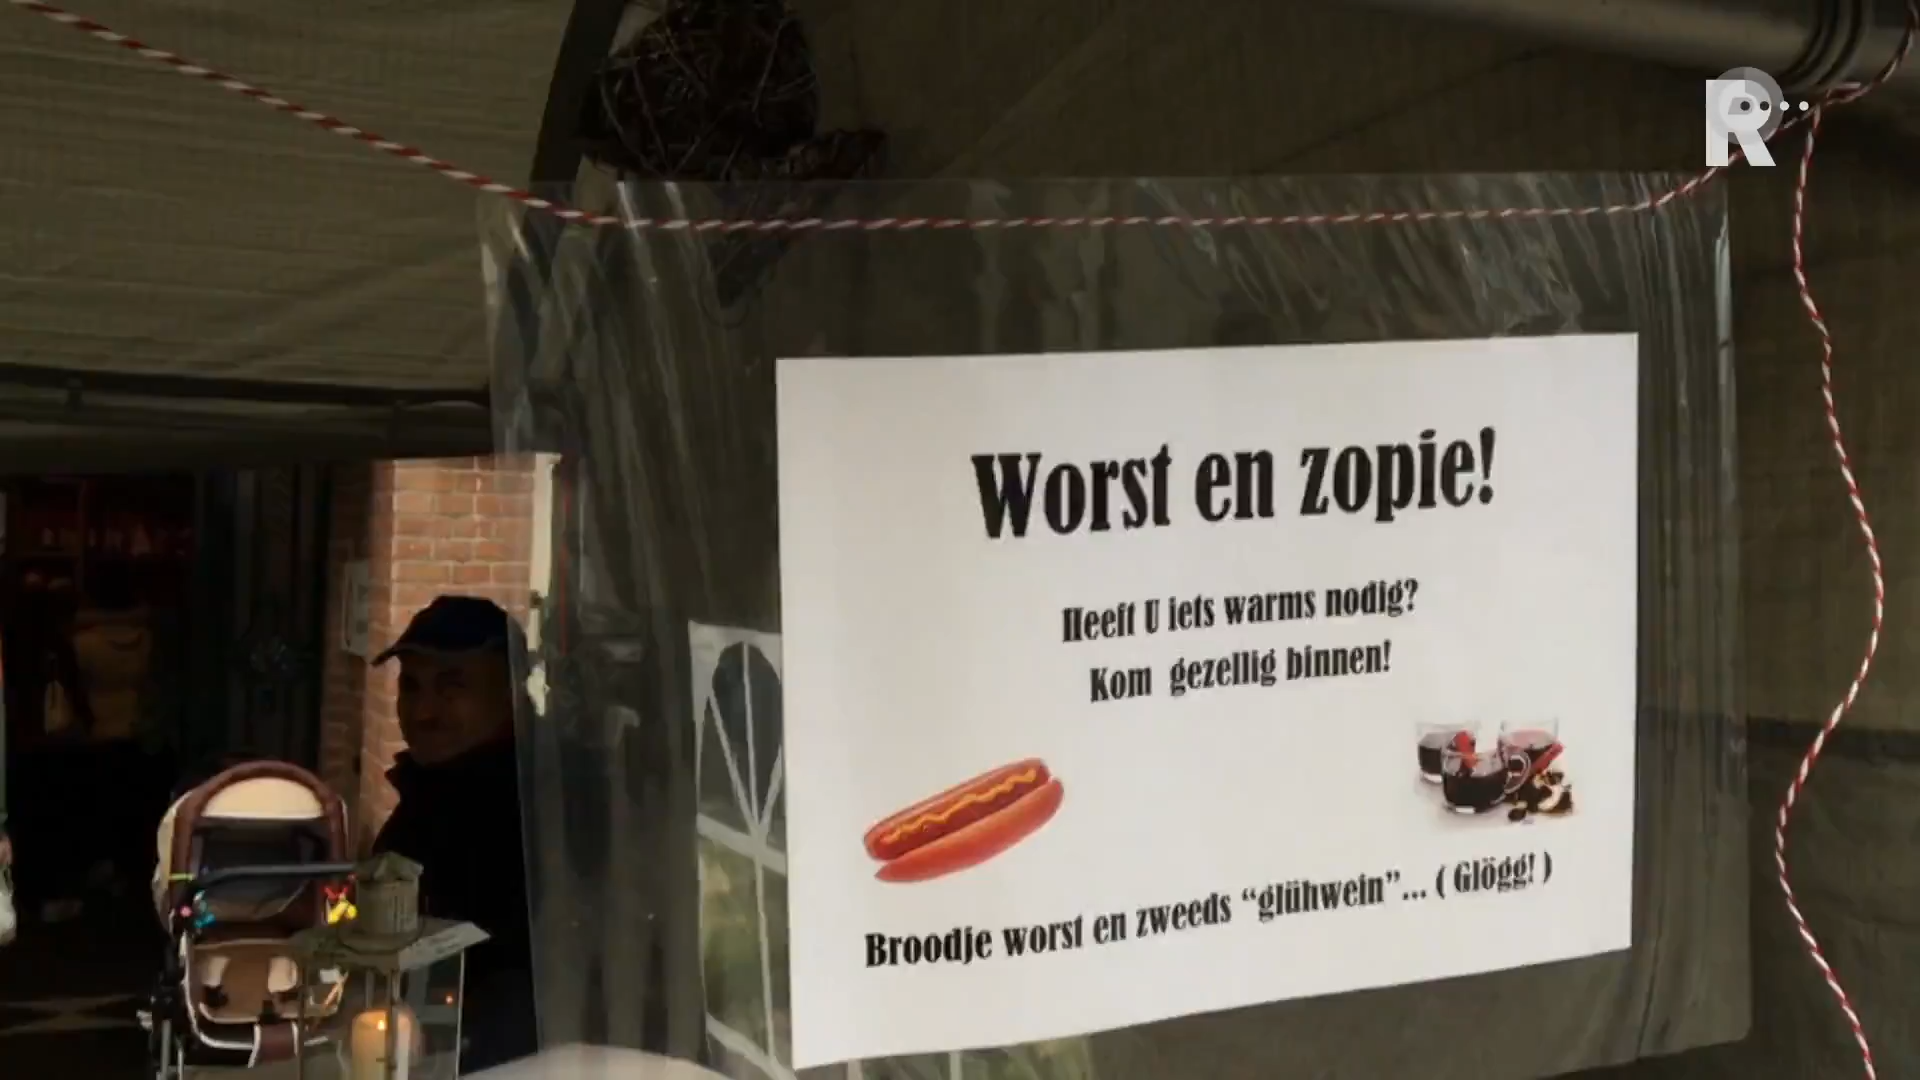 R
Worst en zopie!
Heeft U iets warms nodig?
Kom gezellig binnen!
Broodje worst en zweeds “glühwein”... ( Glögg! )